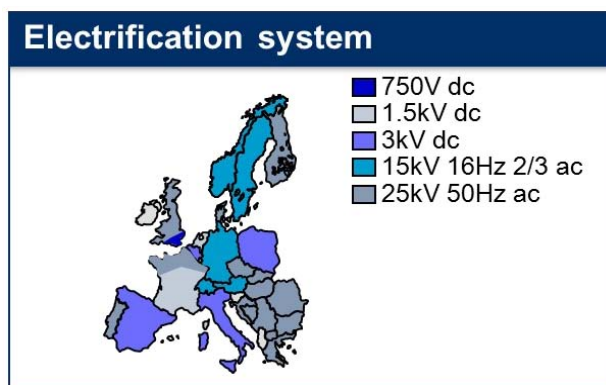 Electrification system
750V dc
1.5kV dc
3kV dc
15kV 16Hz 2/3 ac
25kV 50Hz ac